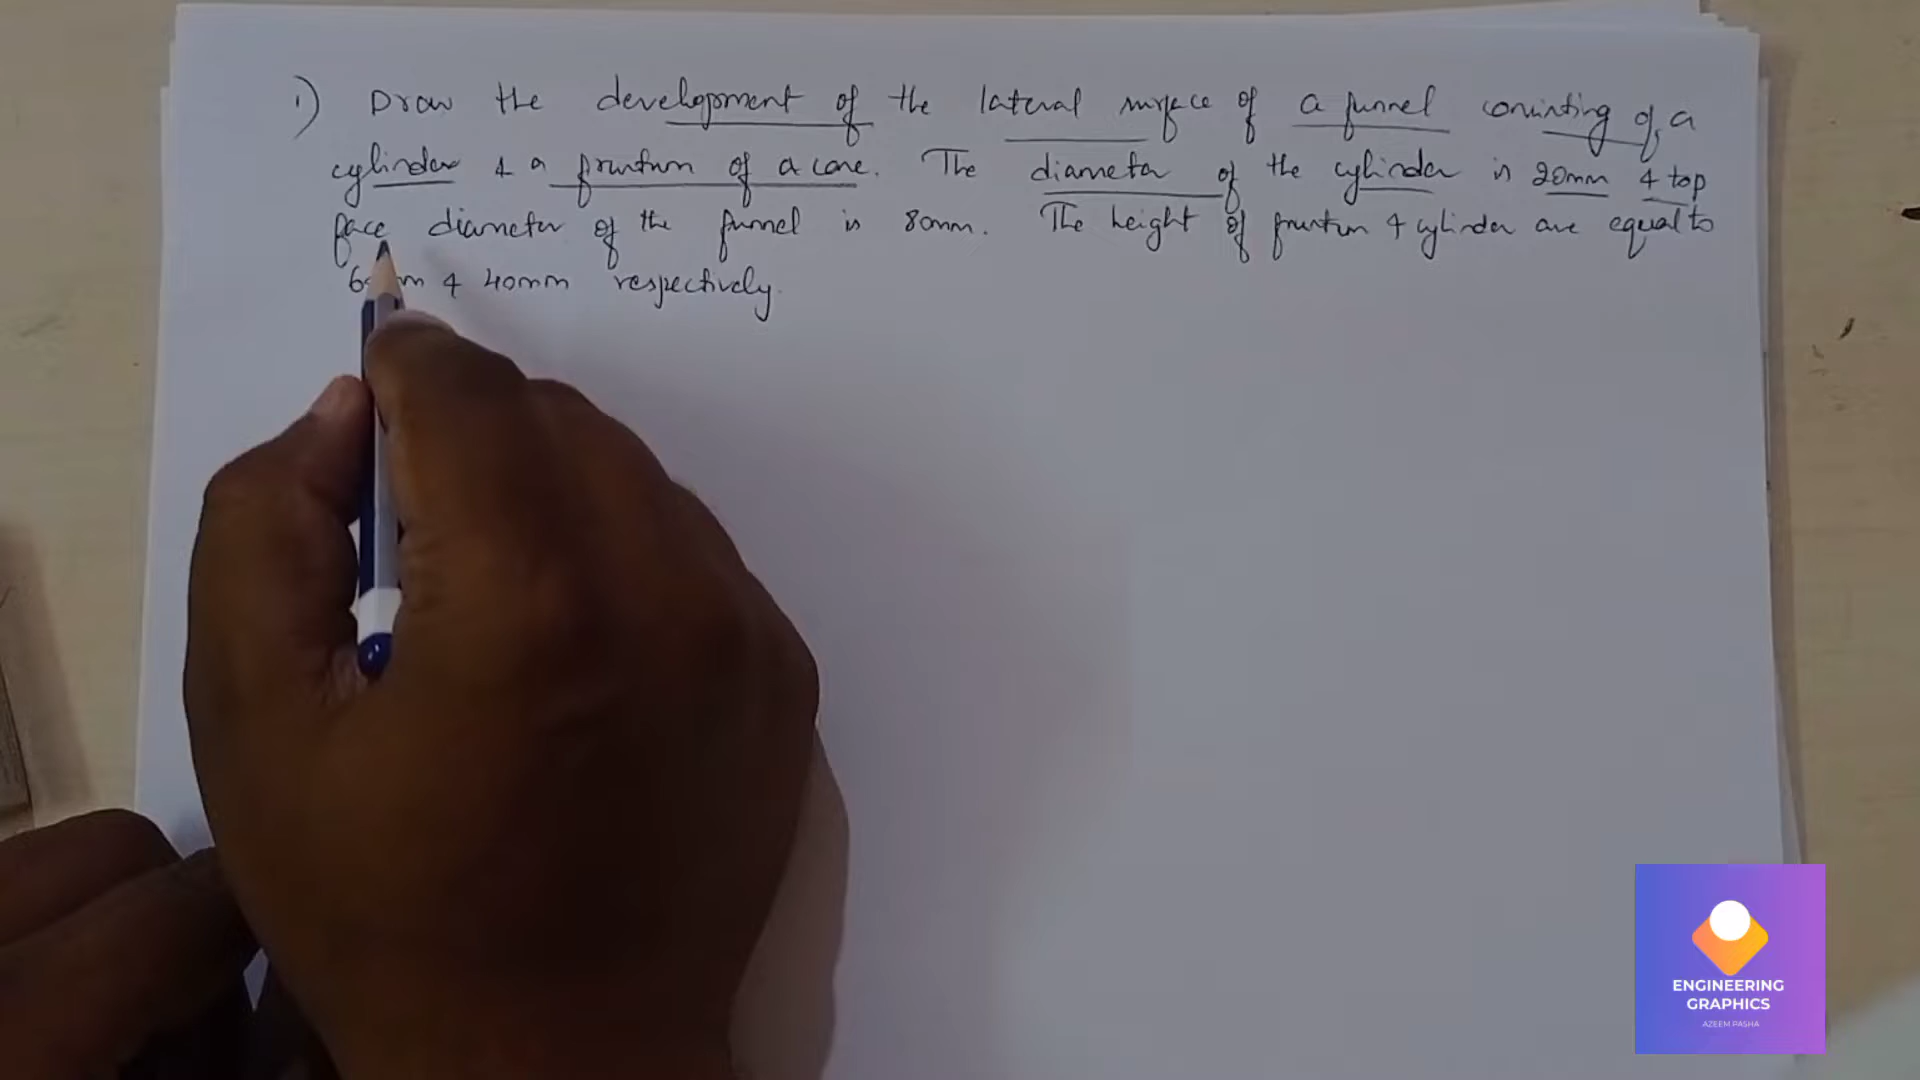 1) Draw the development of the lateral surface of a funnel consisting of a
cylinder & a frustum of a cone. The diameter of the cylinder is 20mm & top
face diameter of the funnel is 80mm. The height of frustum & cylinder are equal to
& 40mm respectively.
ENGINEERING
GRAPHICS
AZEEM PASHA